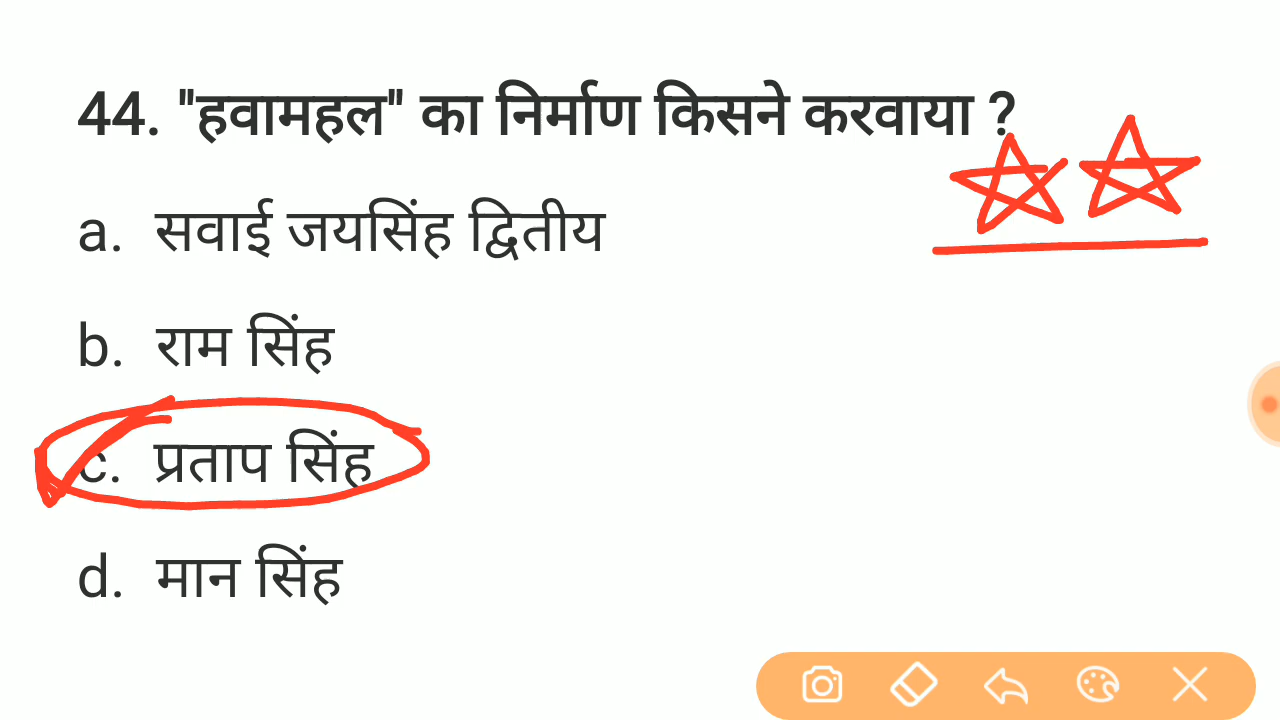 44. "हवामहल" का निर्माण किसने करवाया ?
a. सवाई जयसिंह द्वितीय
b. राम सिंह
c. प्रताप सिंह
d. मान सिंह